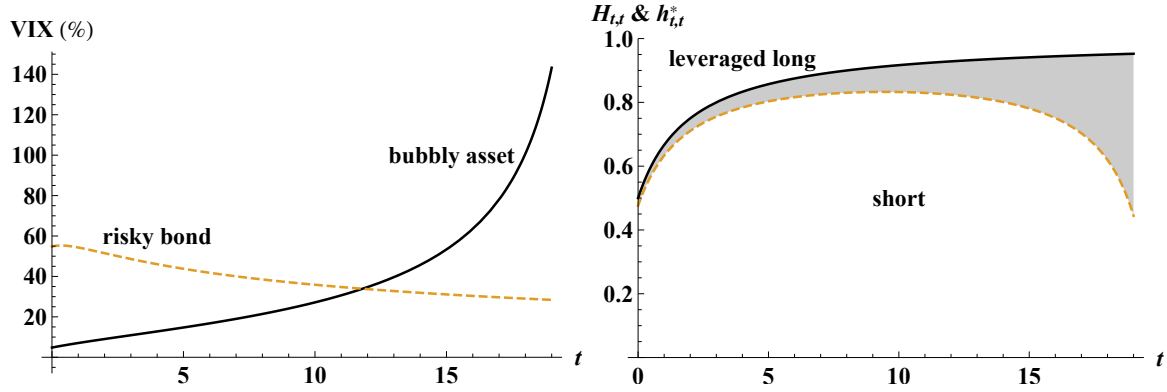 VIX (%)
140
120
100
80
60
40
20
bubbly asset
risky bond
5
10
15
t
H_{t,t} & h^*_{t,t}
1.0
0.8
0.6
0.4
0.2
leveraged long
short
0
5
10
15
t